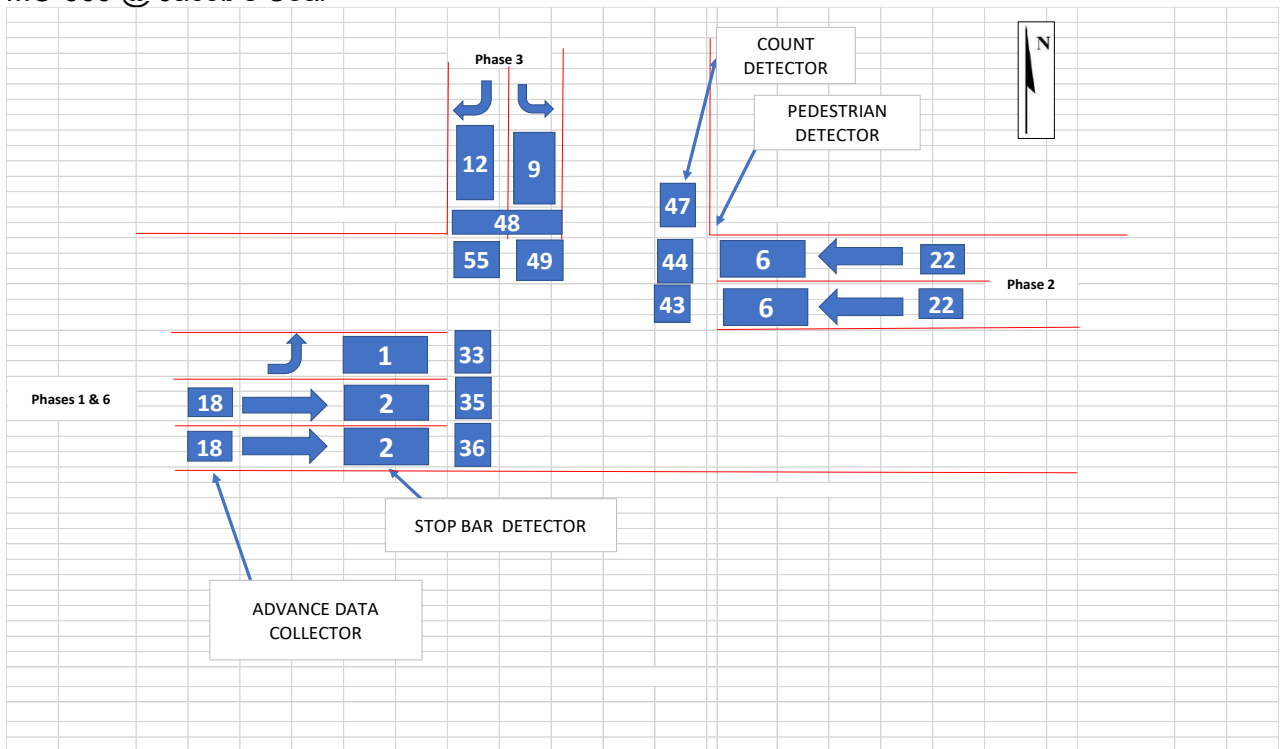 Phase 3
COUNT
DETECTOR
N
PEDESTRIAN
DETECTOR
12
9
47
48
55
49
44
6
22
43
6
22
Phase 2
1
33
Phases 1 & 6
18
2
35
18
2
36
STOP BAR DETECTOR
ADVANCE DATA
COLLECTOR